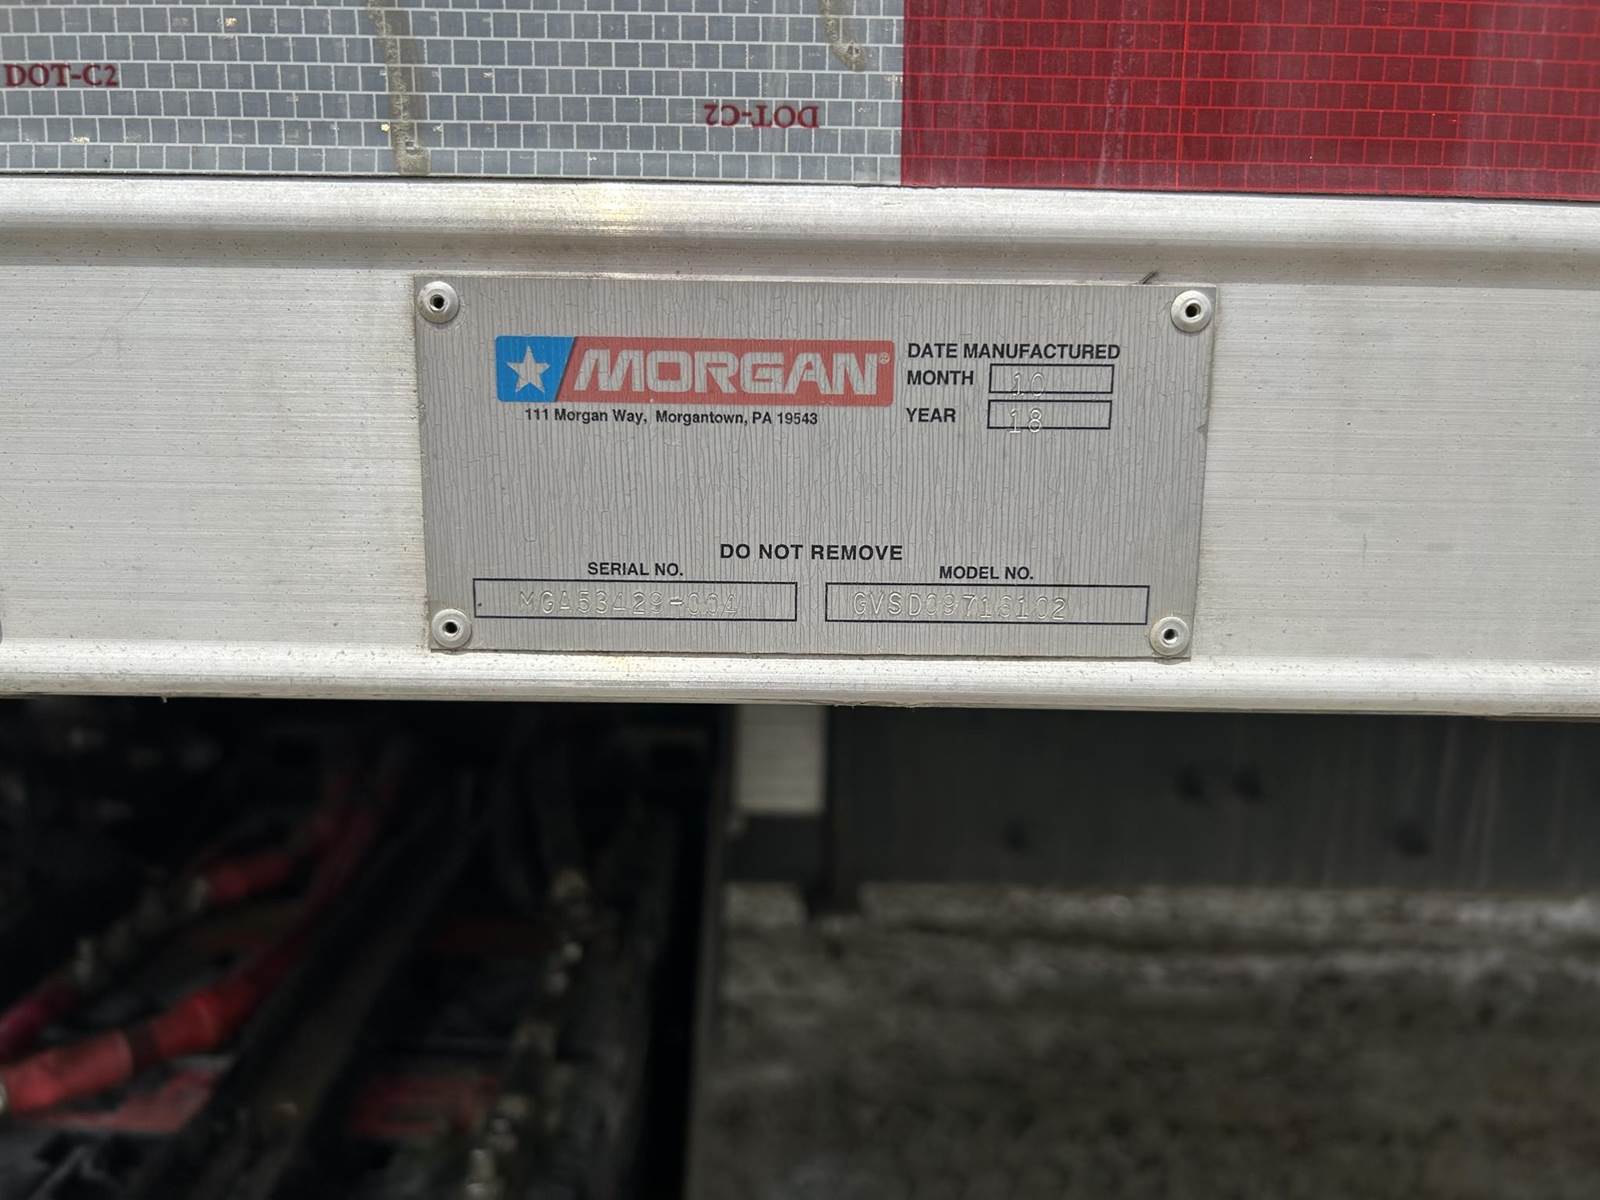 DOT-C2
DOT-C2
MORGAN®
111 Morgan Way, Morgantown, PA 19543
DATE MANUFACTURED
MONTH 10
YEAR 18
DO NOT REMOVE
SERIAL NO.
MGA53429-004
MODEL NO.
GVSD09716102